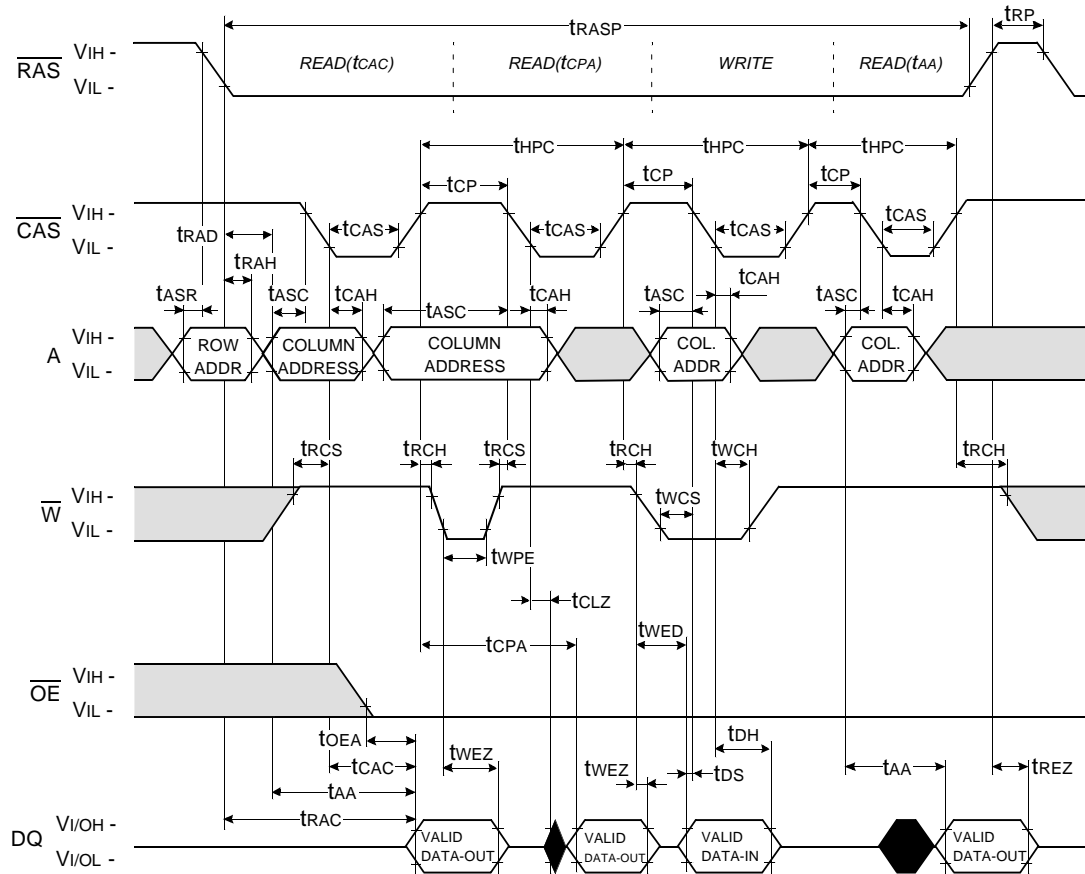 tRASP tRP
RAS VIH - VIL -
READ(tCAC) READ(tCPA) WRITE READ(tAA)
tHPC tHPC tHPC
tCP tCP tCP
CAS VIH - VIL -
tCAS tCAS tCAS tCAS
tRAD
tRAH
tASR tASC tCAH tASC tCAH tASC tCAH tASC tCAH
A VIH - VIL -
ROW ADDR
COLUMN ADDRESS
COLUMN ADDRESS
COL. ADDR
COL. ADDR
tRCS tRCH tRCS tRCH tWCH tRCH
W VIH - VIL -
tWCS
tWPE
tCLZ
tCPA tWED
OE VIH - VIL -
tOEA tWEZ tDH
tCAC tWEZ tDS tAA tREZ
tAA
tRAC
DQ VI/OH - VI/OL -
VALID DATA-OUT
VALID DATA-OUT
VALID DATA-IN
VALID DATA-OUT